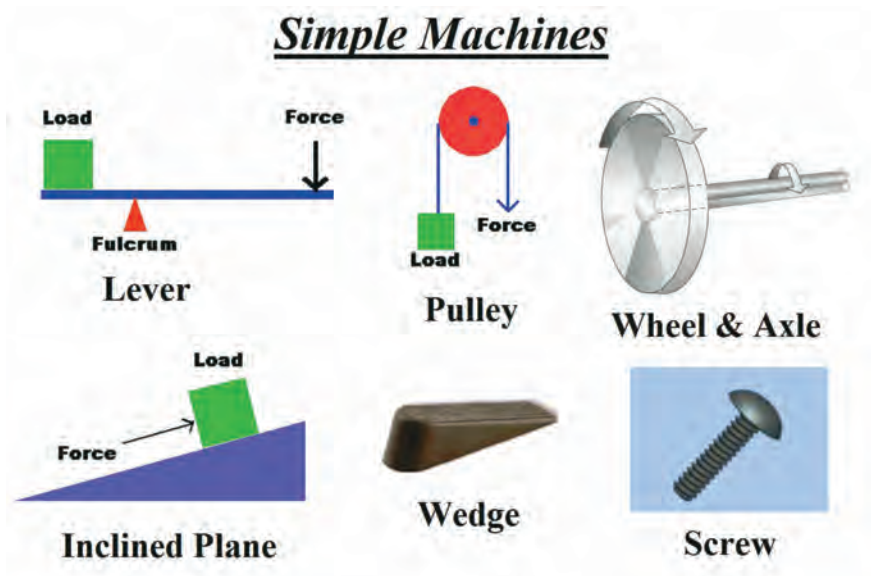 Simple Machines
Load
Force
Fulcrum
Lever
Force
Load
Pulley
Wheel & Axle
Load
Force
Inclined Plane
Wedge
Screw